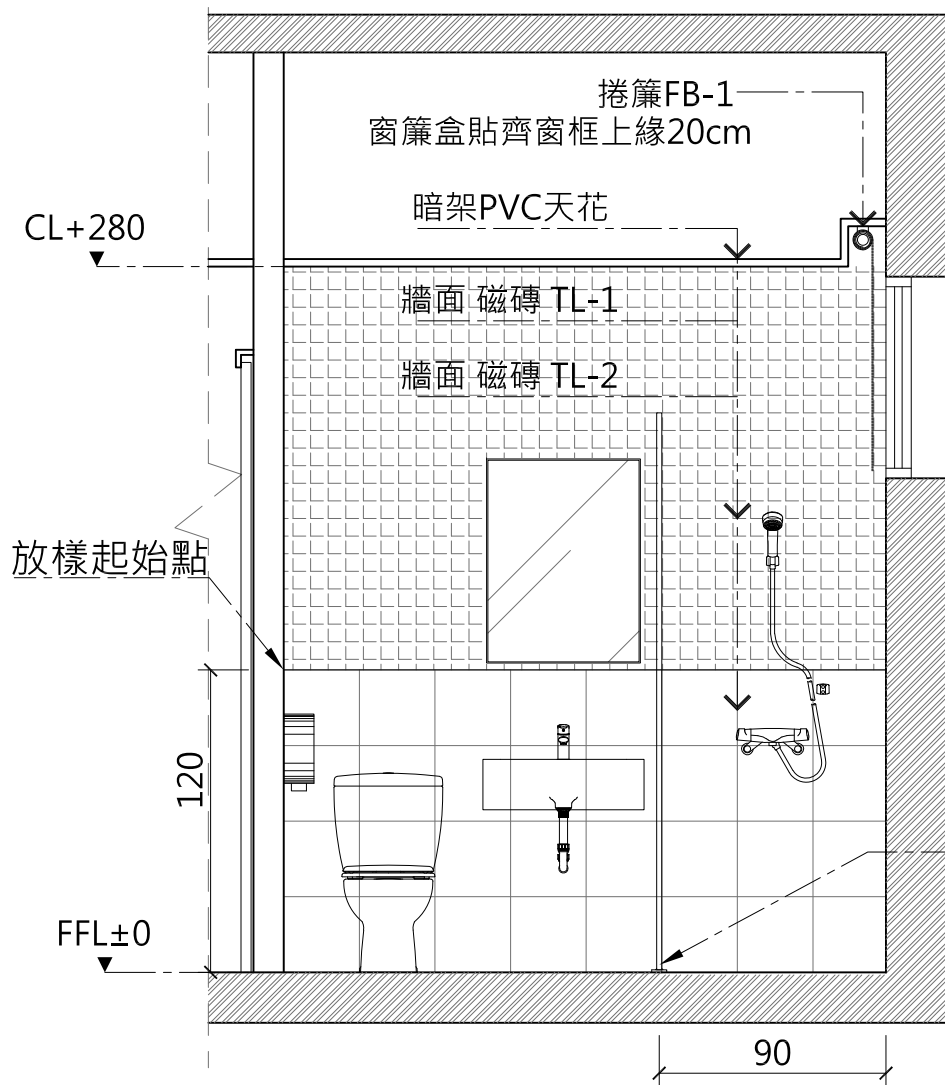 捲簾FB-1
窗簾盒貼齊窗框上緣20cm
暗架PVC天花
CL+280
牆面 磁磚 TL-1
牆面 磁磚 TL-2
放樣起始點
120
FFL±0
90